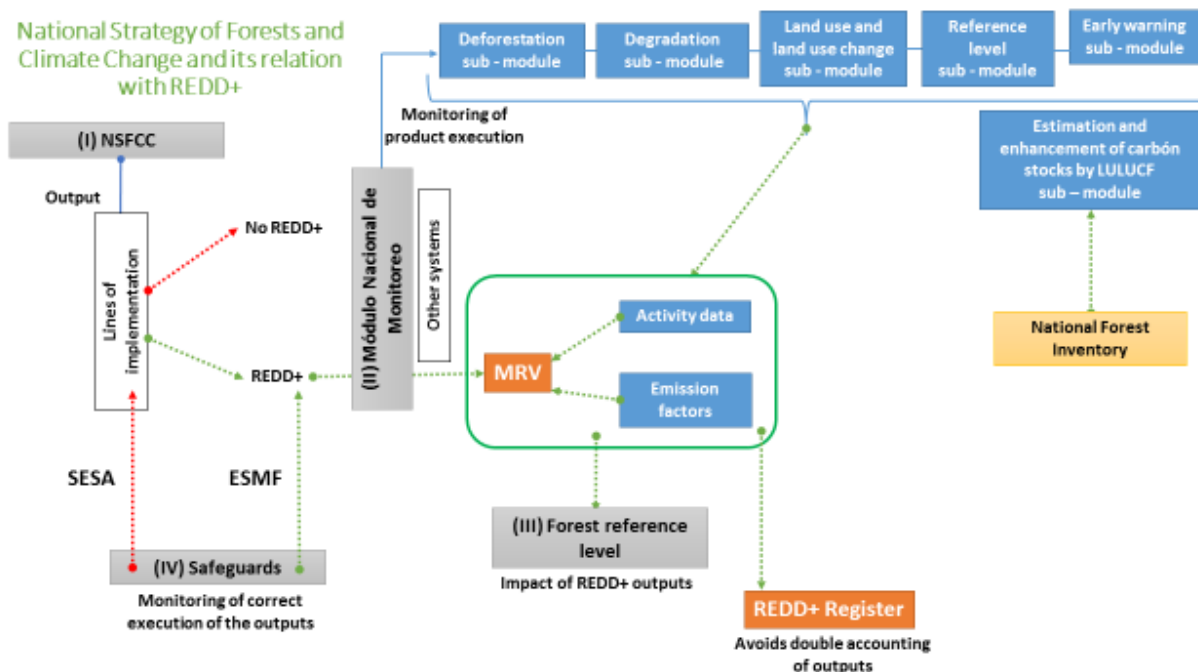 National Strategy of Forests and
Climate Change and its relation
with REDD+
(I) NSFCC
Output
Lines of
implementation
No REDD+
REDD+
SESA
ESMF
(IV) Safeguards
Monitoring of correct
execution of the outputs
(II) Módulo Nacional de
Monitoreo
Other systems
Monitoring of
product execution
Deforestation
sub - module
Degradation
sub - module
Land use and
land use change
sub - module
Reference
level
sub - module
Early warning
sub - module
Estimation and
enhancement of carbón
stocks by LULUCF
sub – module
National Forest
Inventory
MRV
Activity data
Emission
factors
(III) Forest reference
level
Impact of REDD+ outputs
REDD+ Register
Avoids double accounting
of outputs